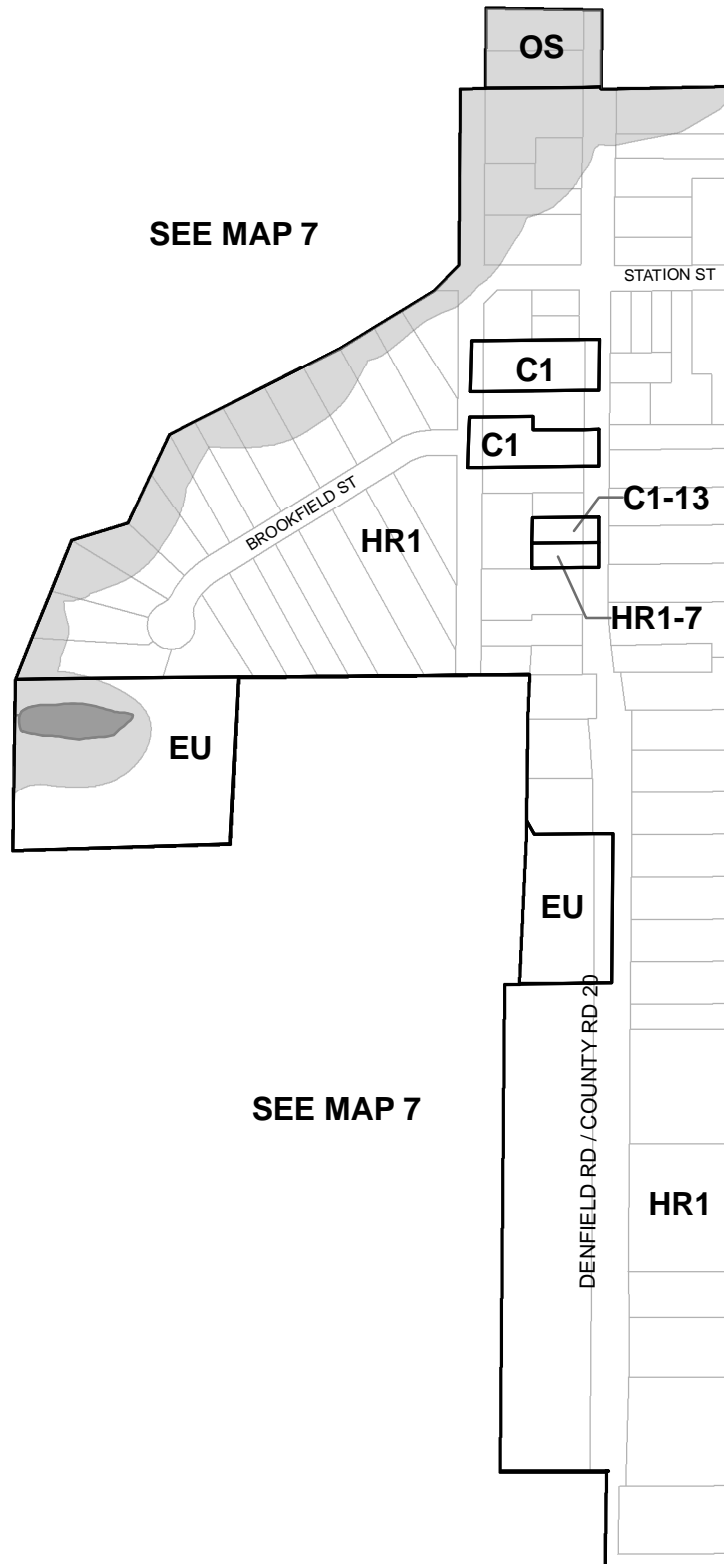 OS
SEE MAP 7
STATION ST
C1
C1
BROOKFIELD ST
C1-13
HR1
HR1-7
EU
EU
DENFIELD RD / COUNTY RD 20
SEE MAP 7
HR1